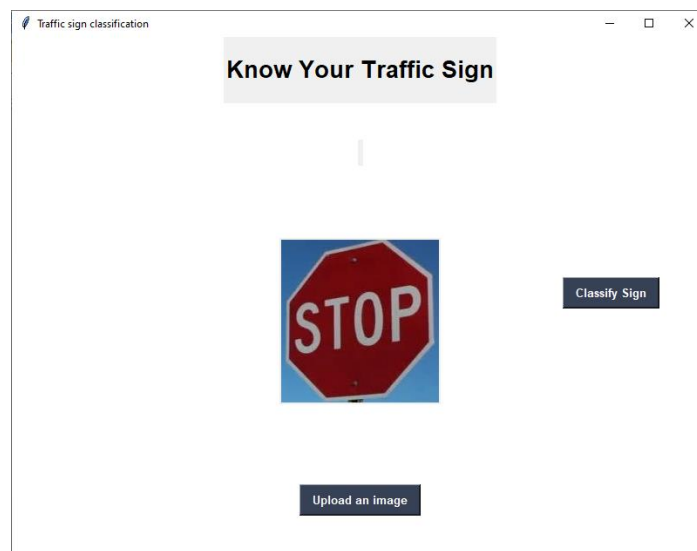 Traffic sign classification
Know Your Traffic Sign
STOP
Classify Sign
Upload an image